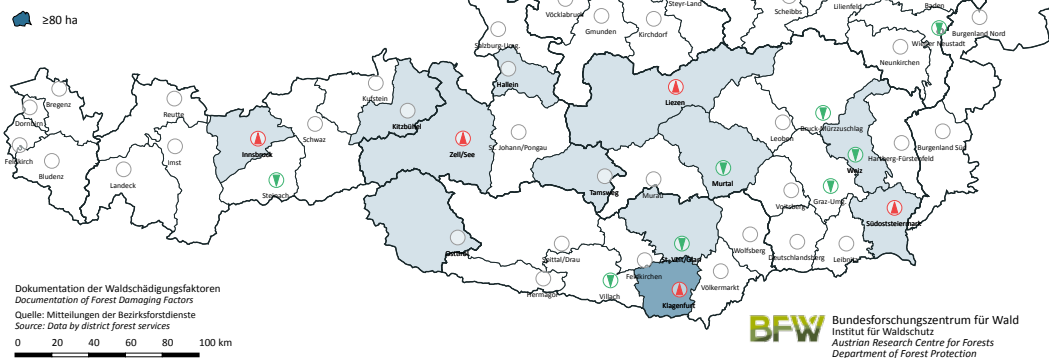 ≥80 ha
Steyr-Land
Scheibbs
Lilienfeld
Baden
Vöcklabruck
Gmunden
Kirchdorf
Wiener Neustadt
Burgenland Nord
Salzburg-Umg.
Neunkirchen
Hallein
Kufstein
Bregenz
Reutte
Liezen
Dornbirn
Kitzbühel
Bruck-Mürzzuschlag
Leoben
Burgenland Süd
Feldkirch
Imst
Innsbruck
Schwaz
Zell/See
St. Johann/Pongau
Hartberg-Fürstenfeld
Bludenz
Landeck
Weiz
Steinach
Tamsweg
Murau
Murtal
Voitsberg
Graz-Umg.
Südoststeiermark
Osttirol
Spittal/Drau
St. Veit/Glan
Wolfsberg
Deutschlandsberg
Leibnitz
Feldkirchen
Völkermarkt
Hermagor
Villach
Klagenfurt
Dokumentation der Waldschädigungsfaktoren
Documentation of Forest Damaging Factors
Quelle: Mitteilungen der Bezirksforstdienste
Source: Data by district forest services
0 20 40 60 80 100 km
BFW
Bundesforschungszentrum für Wald
Institut für Waldschutz
Austrian Research Centre for Forests
Department of Forest Protection